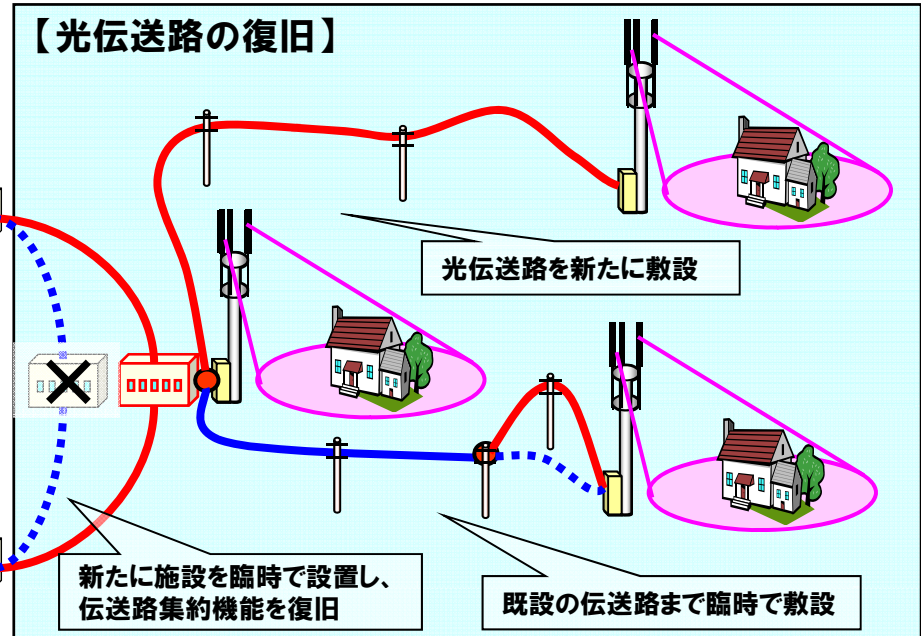 【光伝送路の復旧】
光伝送路を新たに敷設
新たに施設を臨時で設置し、
伝送路集約機能を復旧
既設の伝送路まで臨時で敷設